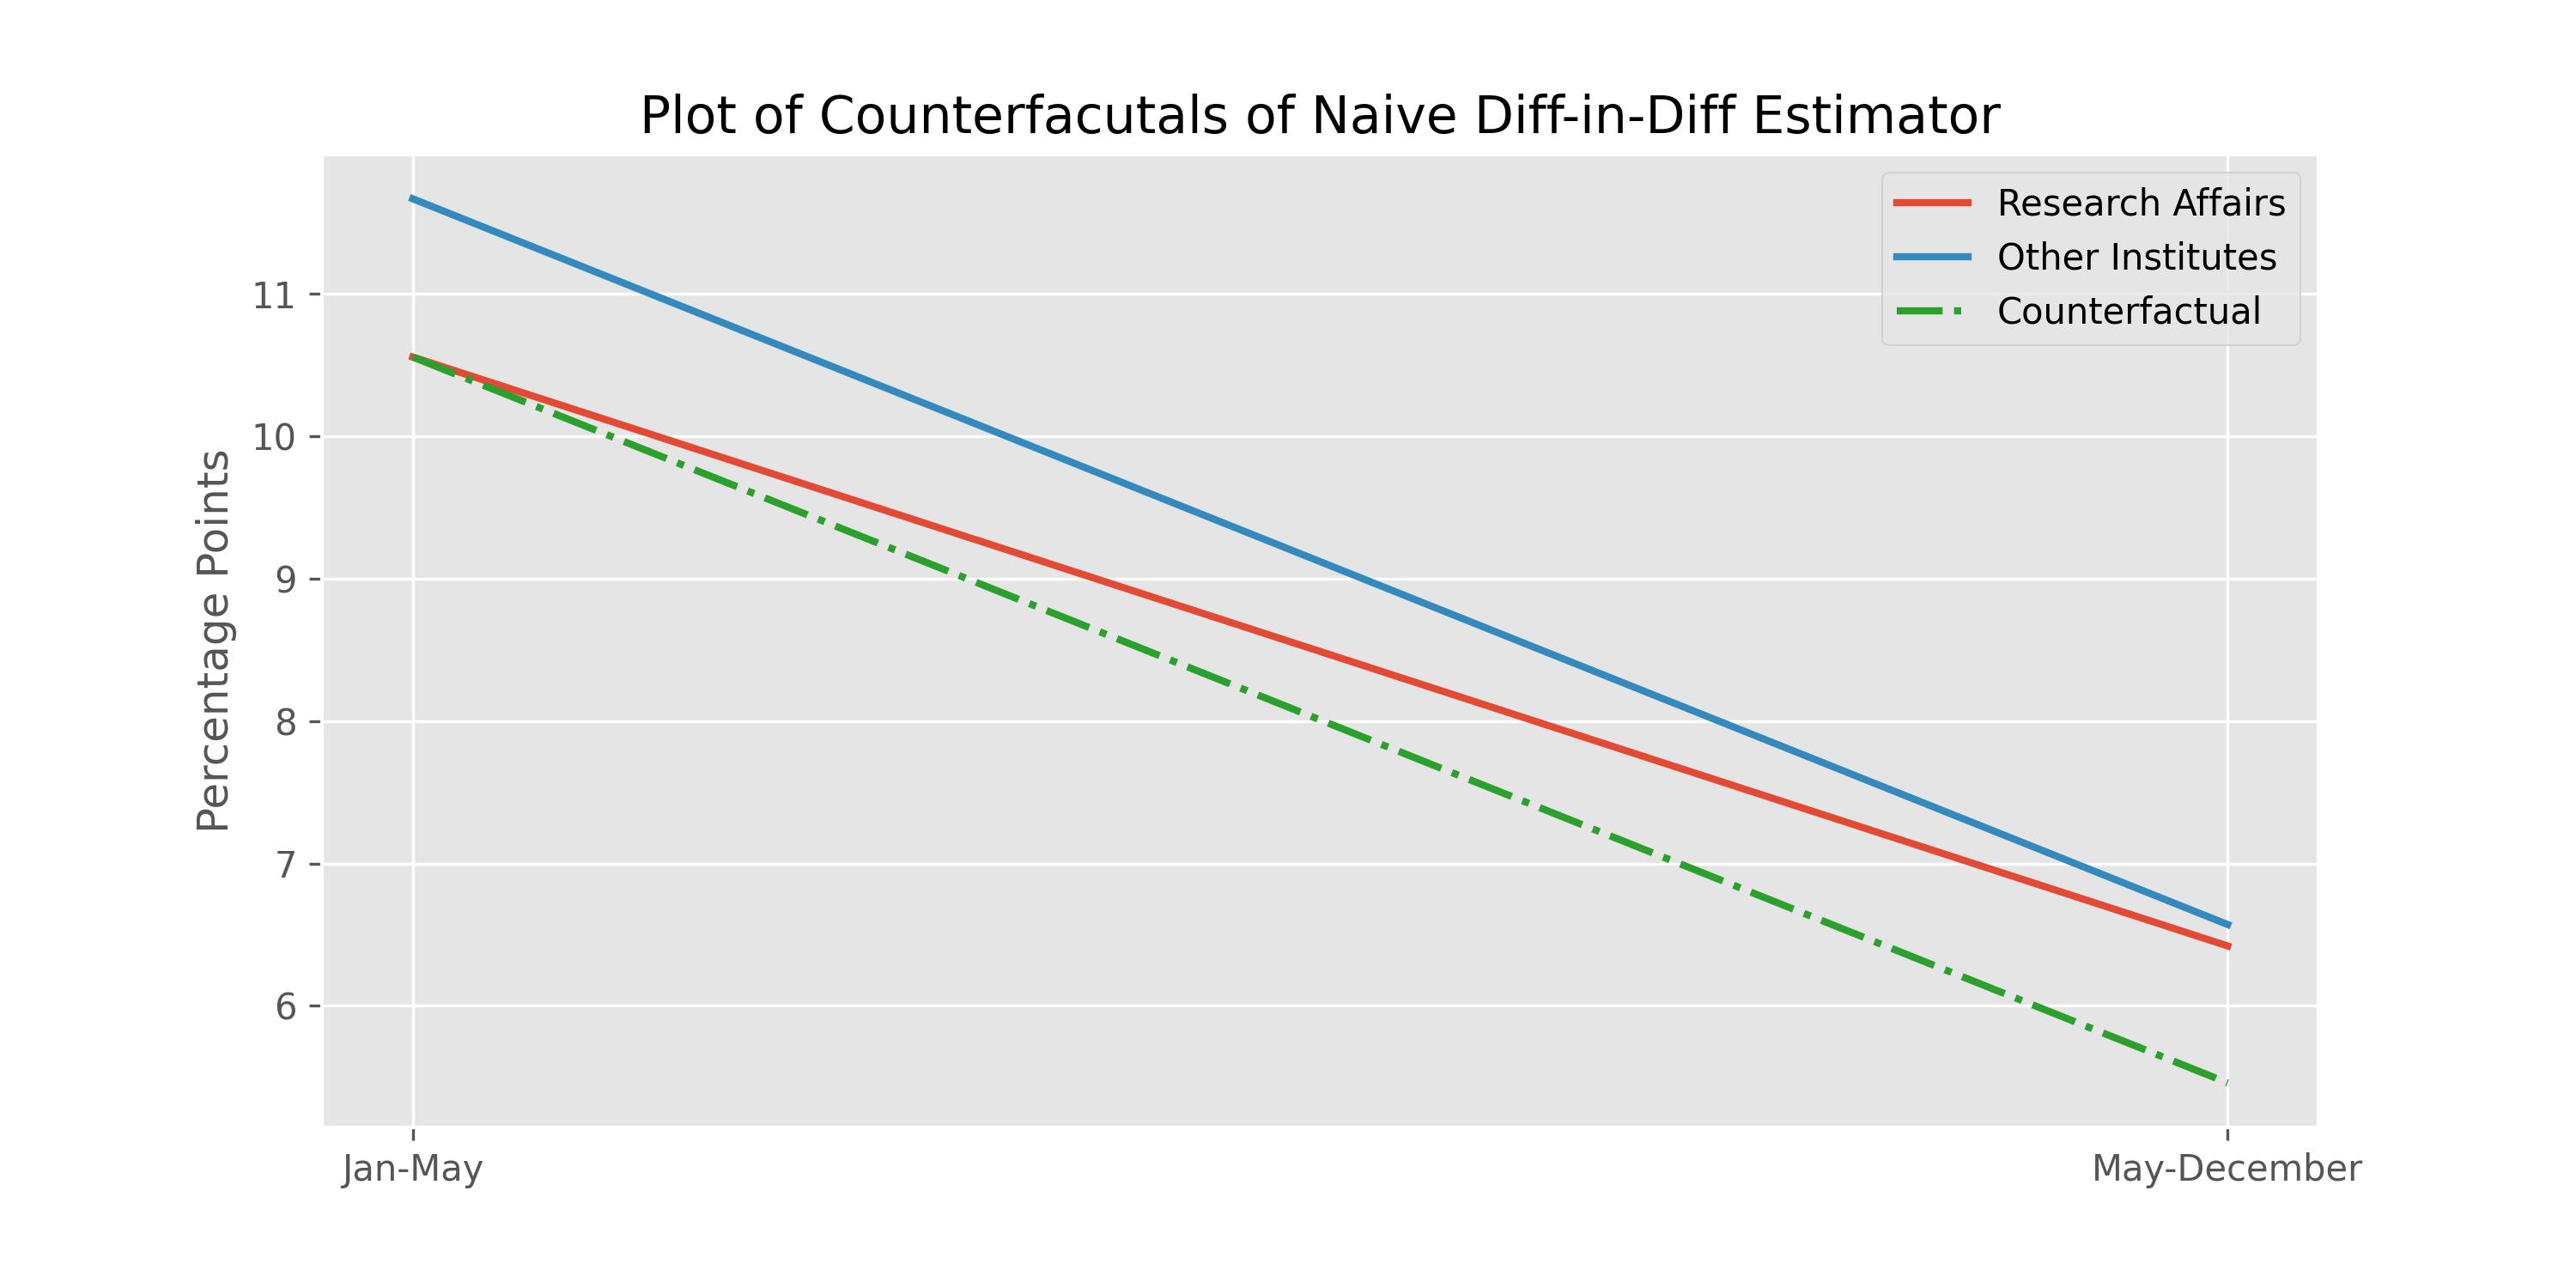 Plot of Counterfacutals of Naive Diff-in-Diff Estimator
Research Affairs
Other Institutes
Counterfactual
Percentage Points
11
10
9
8
7
6
Jan-May
May-December